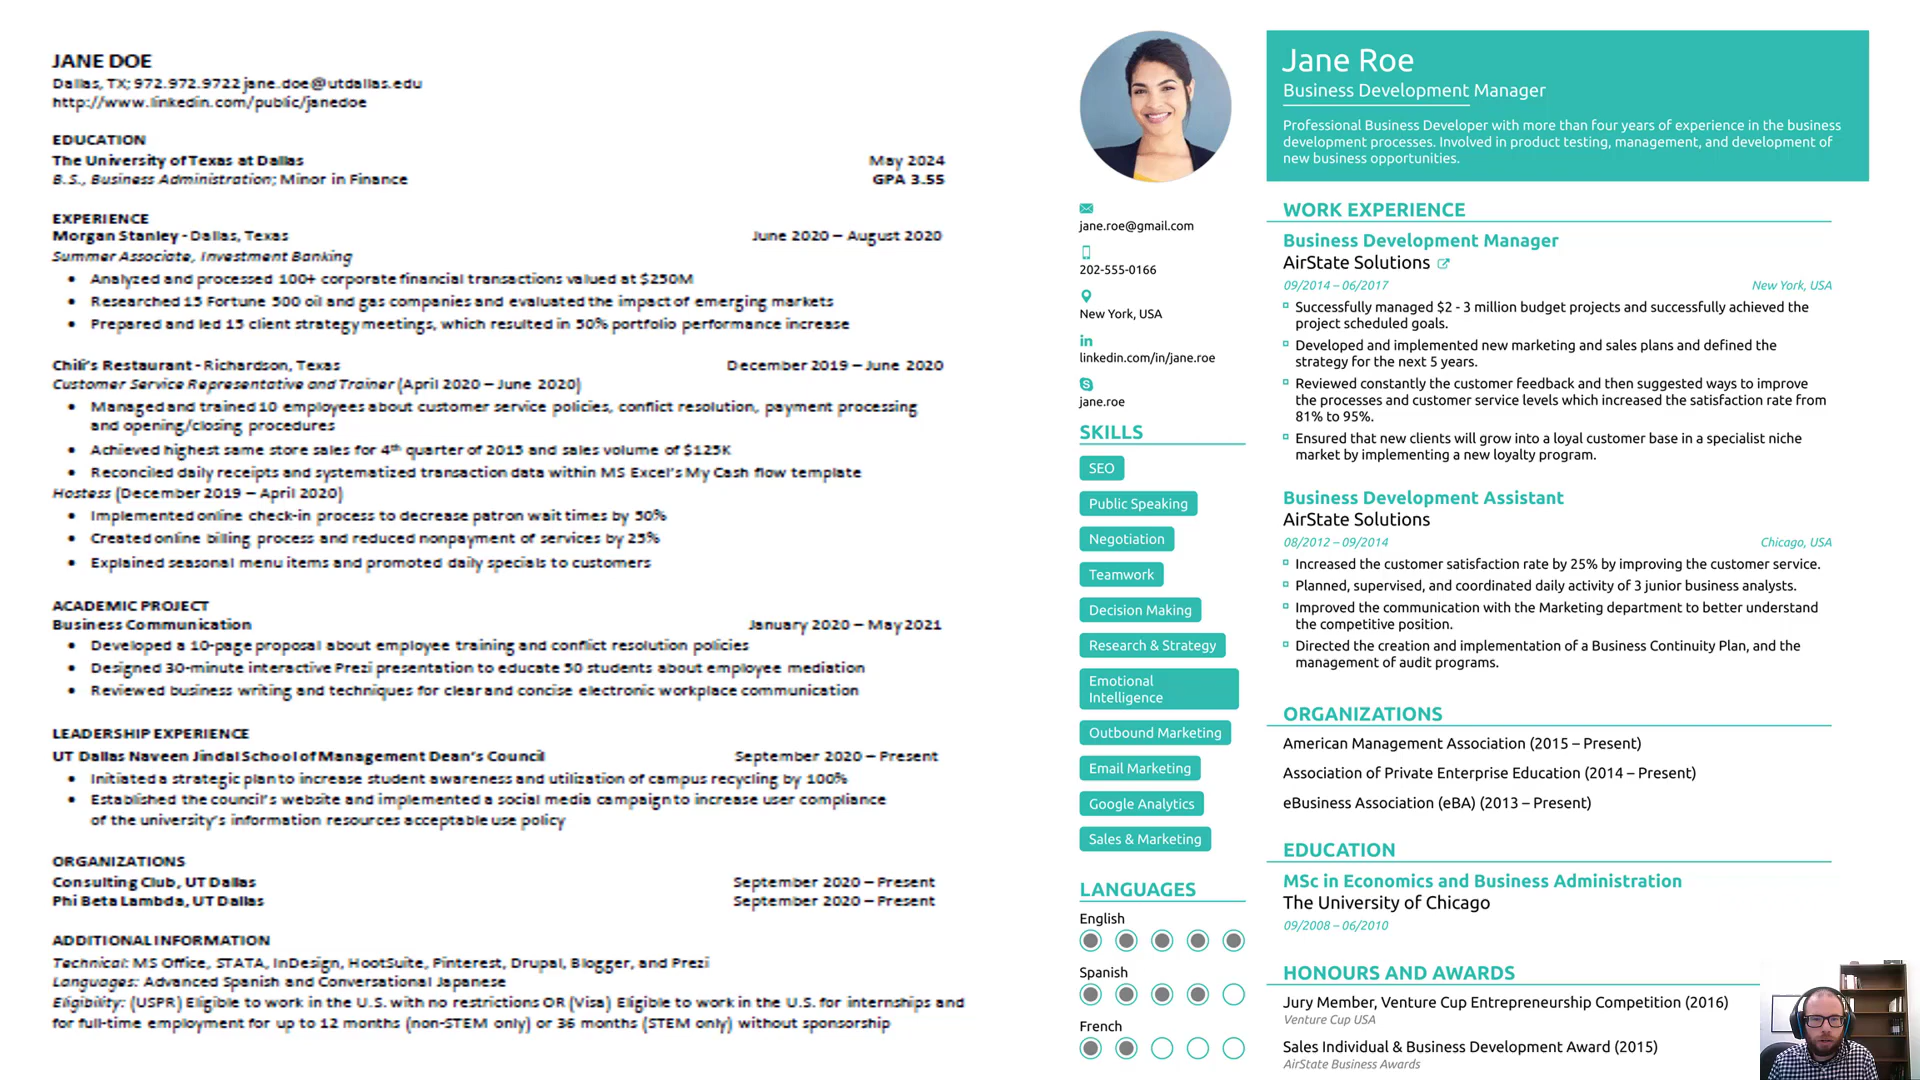 JANE DOE
Dallas, TX; 972.972.9722 jane.doe@utdallas.edu
http://www.linkedin.com/public/janedoe
EDUCATION
The University of Texas at Dallas May 2024
B.S., Business Administration; Minor in Finance GPA 3.55
EXPERIENCE
Morgan Stanley - Dallas, Texas June 2020 – August 2020
Summer Associate, Investment Banking
• Analyzed and processed 100+ corporate financial transactions valued at $250M
• Researched 15 Fortune 500 oil and gas companies and evaluated the impact of emerging markets
• Prepared and led 15 client strategy meetings, which resulted in 50% portfolio performance increase
Chili's Restaurant - Richardson, Texas December 2019 – June 2020
Customer Service Representative and Trainer (April 2020 – June 2020)
• Managed and trained 10 employees about customer service policies, conflict resolution, payment processing
and opening/closing procedures
• Achieved highest same store sales for 4th quarter of 2015 and sales volume of $125K
• Reconciled daily receipts and systematized transaction data within MS Excel's My Cash flow template
Hostess (December 2019 – April 2020)
• Implemented online check-in process to decrease patron wait times by 50%
• Created online billing process and reduced nonpayment of services by 25%
• Explained seasonal menu items and promoted daily specials to customers
ACADEMIC PROJECT
Business Communication January 2020 – May 2021
• Developed a 10-page proposal about employee training and conflict resolution policies
• Designed 30-minute interactive Prezi presentation to educate 50 students about employee mediation
• Reviewed business writing and techniques for clear and concise electronic workplace communication
LEADERSHIP EXPERIENCE
UT Dallas Naveen Jindal School of Management Dean's Council September 2020 – Present
• Initiated a strategic plan to increase student awareness and utilization of campus recycling by 100%
• Established the council's website and implemented a social media campaign to increase user compliance
of the university's information resources acceptable use policy
ORGANIZATIONS
Consulting Club, UT Dallas September 2020 – Present
Phi Beta Lambda, UT Dallas September 2020 – Present
ADDITIONAL INFORMATION
Technical: MS Office, STATA, InDesign, HootSuite, Pinterest, Drupal, Blogger, and Prezi
Languages: Advanced Spanish and Conversational Japanese
Eligibility: (USPR) Eligible to work in the U.S. with no restrictions OR (Visa) Eligible to work in the U.S. for internships and
for full-time employment for up to 12 months (non-STEM only) or 36 months (STEM only) without sponsorship
Jane Roe
Business Development Manager
Professional Business Developer with more than four years of experience in the business
development processes. Involved in product testing, management, and development of
new business opportunities.
jane.roe@gmail.com
202-555-0166
New York, USA
in
linkedin.com/in/jane.roe
jane.roe
SKILLS
SEO
Public Speaking
Negotiation
Teamwork
Decision Making
Research & Strategy
Emotional
Intelligence
Outbound Marketing
Email Marketing
Google Analytics
Sales & Marketing
LANGUAGES
English
Spanish
French
WORK EXPERIENCE
Business Development Manager
AirState Solutions
09/2014 – 06/2017 New York, USA
Successfully managed $2 - 3 million budget projects and successfully achieved the
project scheduled goals.
Developed and implemented new marketing and sales plans and defined the
strategy for the next 5 years.
Reviewed constantly the customer feedback and then suggested ways to improve
the processes and customer service levels which increased the satisfaction rate from
81% to 95%.
Ensured that new clients will grow into a loyal customer base in a specialist niche
market by implementing a new loyalty program.
Business Development Assistant
AirState Solutions
08/2012 – 09/2014 Chicago, USA
Increased the customer satisfaction rate by 25% by improving the customer service.
Planned, supervised, and coordinated daily activity of 3 junior business analysts.
Improved the communication with the Marketing department to better understand
the competitive position.
Directed the creation and implementation of a Business Continuity Plan, and the
management of audit programs.
ORGANIZATIONS
American Management Association (2015 – Present)
Association of Private Enterprise Education (2014 – Present)
eBusiness Association (eBA) (2013 – Present)
EDUCATION
MSc in Economics and Business Administration
The University of Chicago
09/2008 – 06/2010
HONOURS AND AWARDS
Jury Member, Venture Cup Entrepreneurship Competition (2016)
Venture Cup USA
Sales Individual & Business Development Award (2015)
AirState Business Awards